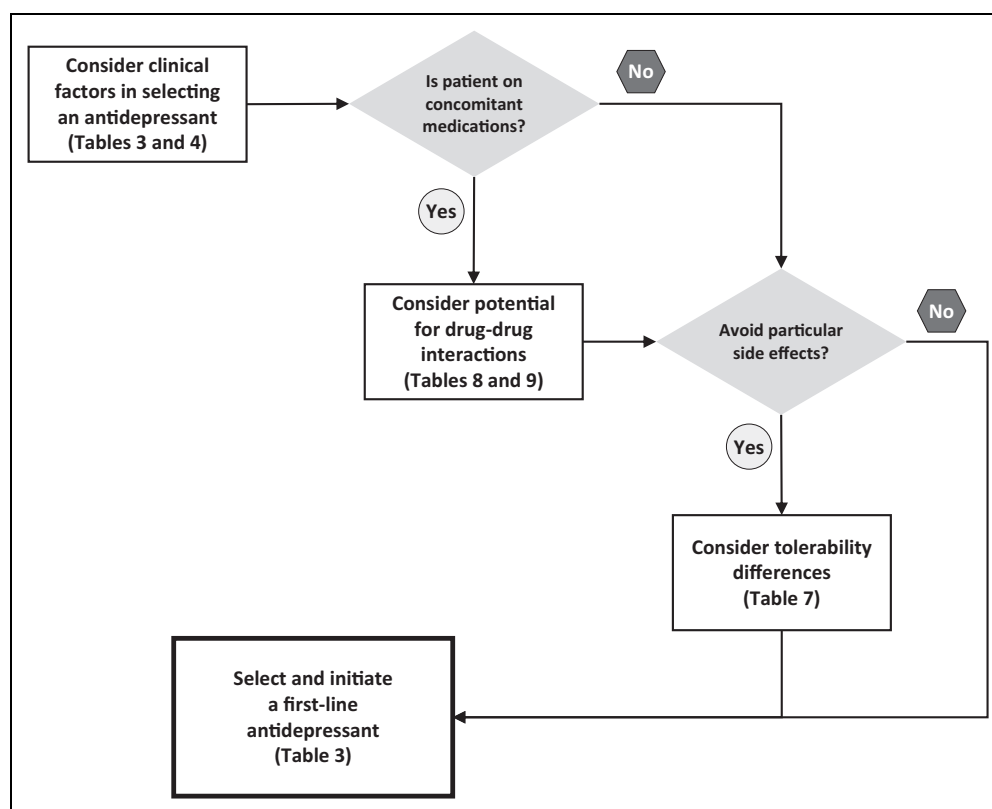 Consider clinical
factors in selecting
an antidepressant
(Tables 3 and 4)
Is patient on
concomitant
medications?
No
Yes
Consider potential
for drug-drug
interactions
(Tables 8 and 9)
Avoid particular
side effects?
No
Yes
Consider tolerability
differences
(Table 7)
Select and initiate
a first-line
antidepressant
(Table 3)